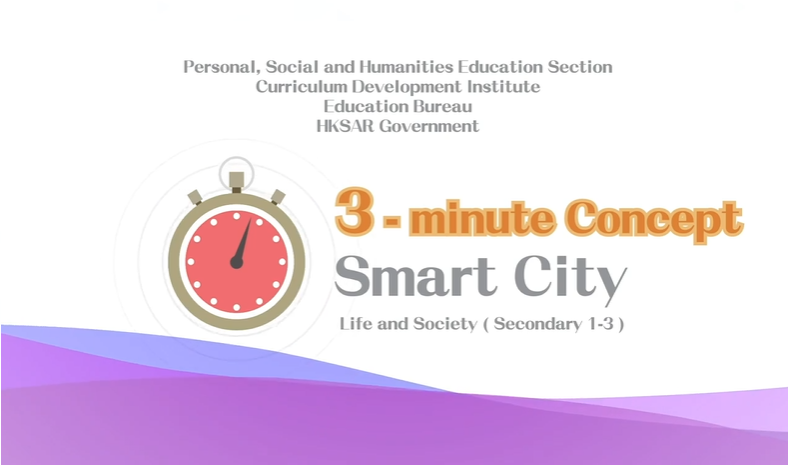 Personal, Social and Humanities Education Section
Curriculum Development Institute
Education Bureau
HKSAR Government
3 - minute Concept
Smart City
Life and Society ( Secondary 1-3 )